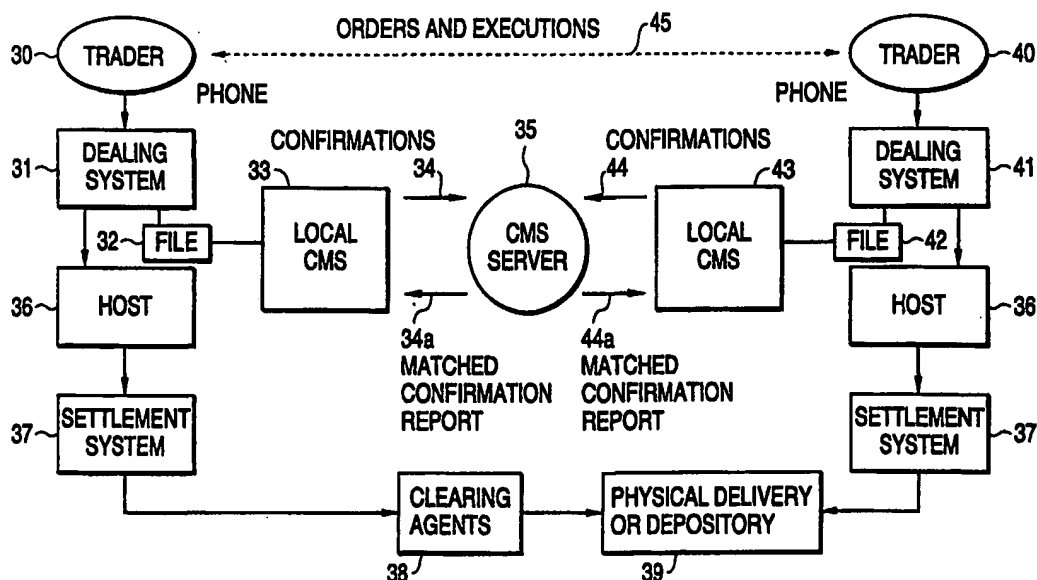 ORDERS AND EXECUTIONS
45
30
TRADER
TRADER
40
PHONE
PHONE
CONFIRMATIONS
35
CONFIRMATIONS
31
DEALING
SYSTEM
33
34
44
43
DEALING
SYSTEM
41
32
FILE
LOCAL
CMS
CMS
SERVER
LOCAL
CMS
FILE
42
36
HOST
HOST
36
34a
MATCHED
CONFIRMATION
REPORT
44a
MATCHED
CONFIRMATION
REPORT
37
SETTLEMENT
SYSTEM
SETTLEMENT
SYSTEM
37
CLEARING
AGENTS
38
PHYSICAL DELIVERY
OR DEPOSITORY
39